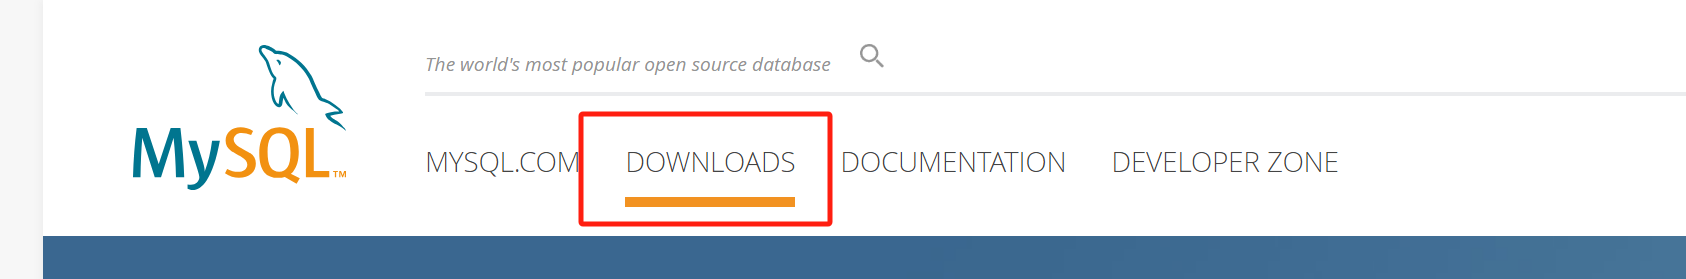 The world's most popular open source database
MySQL™
MYSQL.COM DOWNLOADS DOCUMENTATION DEVELOPER ZONE